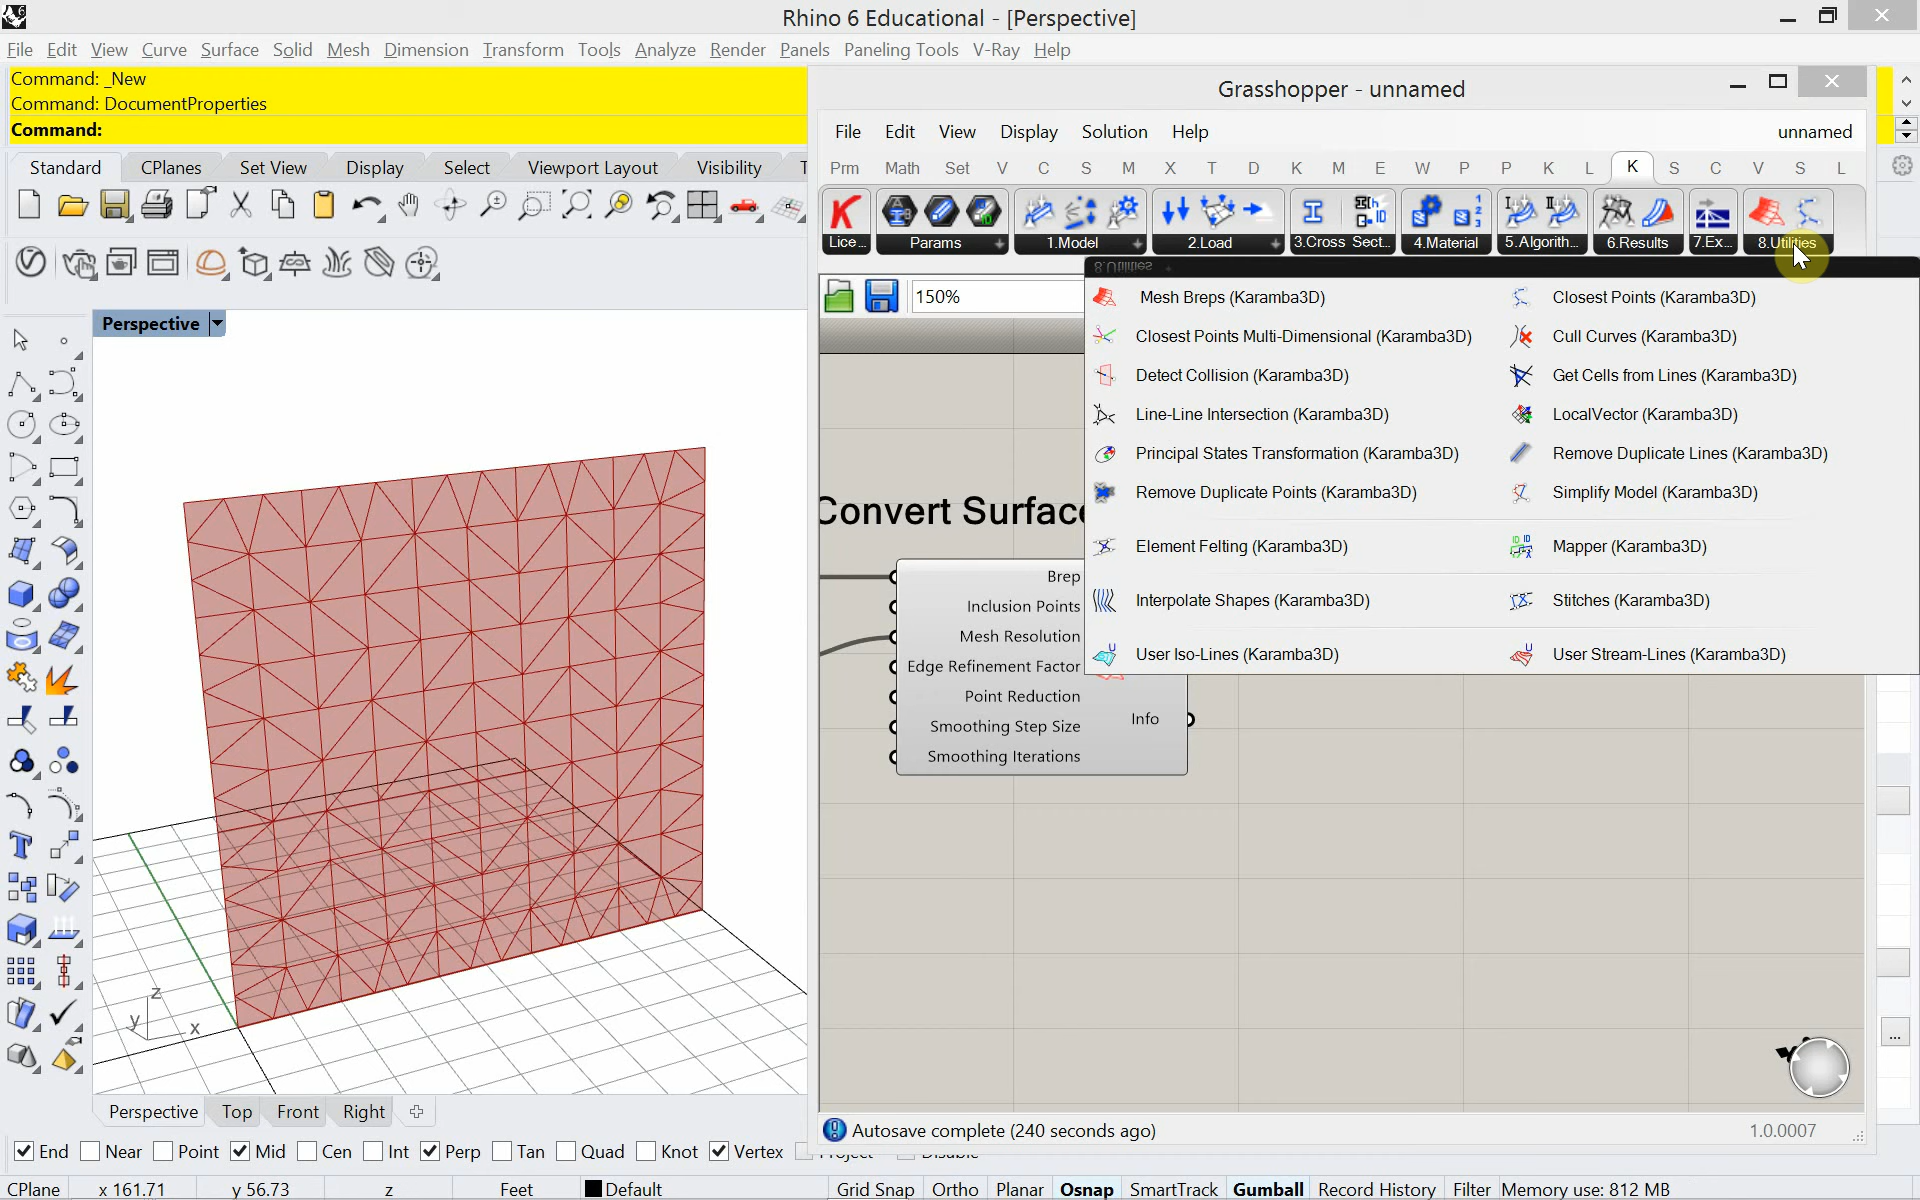 Rhino 6 Educational - [Perspective]
File Edit View Curve Surface Solid Mesh Dimension Transform Tools Analyze Render Panels Paneling Tools V-Ray Help
Command: _New
Command: DocumentProperties
Command:
Standard CPlanes Set View Display Select Viewport Layout Visibility
Perspective
Grasshopper - unnamed
File Edit View Display Solution Help unnamed
Prm Math Set V C S M X T D K M E W P P K L K S C V S L
Lice... Params 1.Model 2.Load 3.Cross Sect... 4.Material 5.Algorith... 6.Results 7.Ex... 8.Utilities
8.Utilities
150%
Mesh Breps (Karamba3D) Closest Points (Karamba3D)
Closest Points Multi-Dimensional (Karamba3D) Cull Curves (Karamba3D)
Detect Collision (Karamba3D) Get Cells from Lines (Karamba3D)
Line-Line Intersection (Karamba3D) LocalVector (Karamba3D)
Principal States Transformation (Karamba3D) Remove Duplicate Lines (Karamba3D)
Remove Duplicate Points (Karamba3D) Simplify Model (Karamba3D)
Element Felting (Karamba3D) Mapper (Karamba3D)
Interpolate Shapes (Karamba3D) Stitches (Karamba3D)
User Iso-Lines (Karamba3D) User Stream-Lines (Karamba3D)
Convert Surface
Brep
Inclusion Points
Mesh Resolution
Edge Refinement Factor
Point Reduction
Smoothing Step Size
Smoothing Iterations
Info
z
y
x
Perspective Top Front Right
Autosave complete (240 seconds ago) 1.0.0007
End Near Point Mid Cen Int Perp Tan Quad Knot Vertex Project Disable
CPlane x 161.71 y 56.73 z Feet Default Grid Snap Ortho Planar Osnap SmartTrack Gumball Record History Filter Memory use: 812 MB